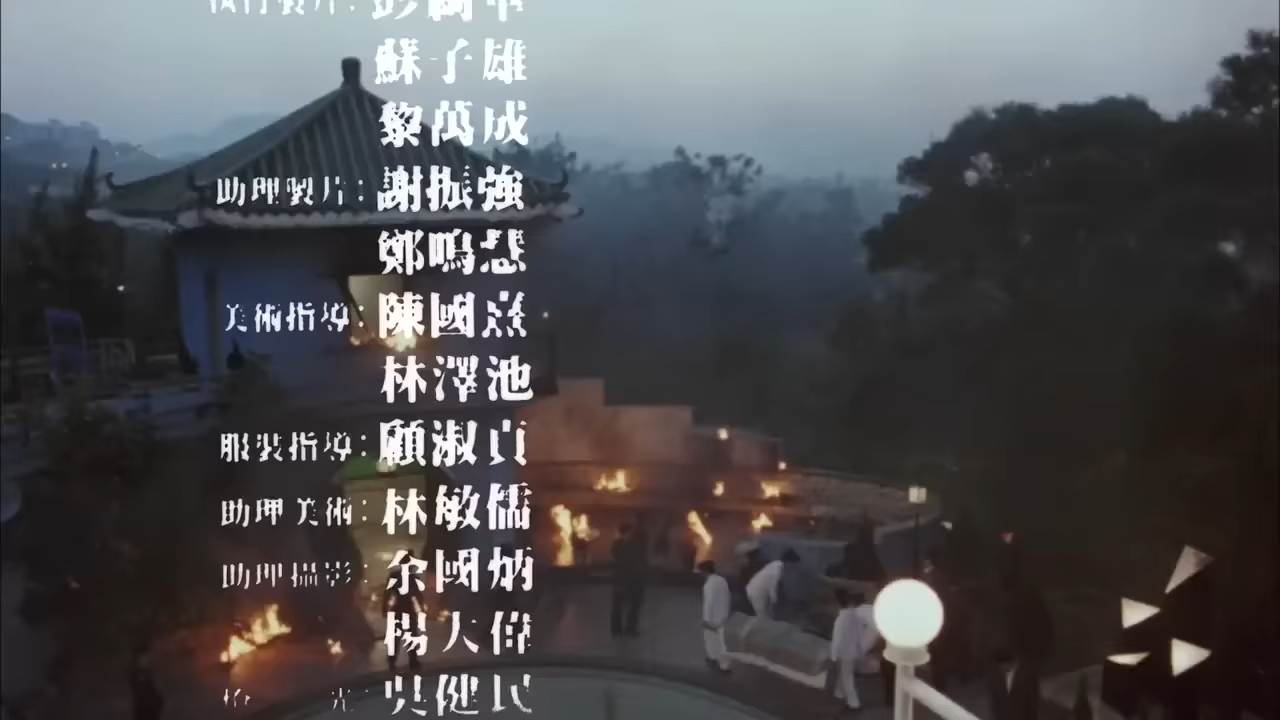 蘇子雄
黎萬成
助理製片：謝振強
鄭鳴慧
美術指導：陳國熹
林澤池
服裝指導：顧淑貞
助理美術：林敏儒
助理攝影：余國炳
楊大偉
吳健民